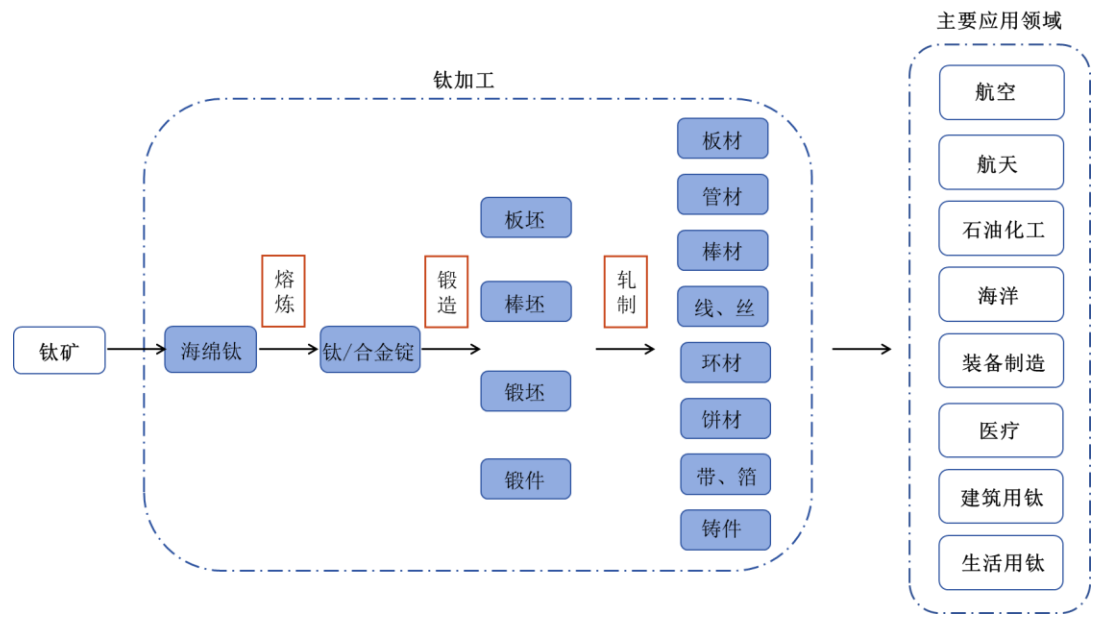 主要应用领域
钛加工
钛矿
海绵钛
熔
炼
钛/合金锭
锻
造
板坯
棒坯
锻坯
锻件
轧
制
板材
管材
棒材
线、丝
环材
饼材
带、箔
铸件
航空
航天
石油化工
海洋
装备制造
医疗
建筑用钛
生活用钛